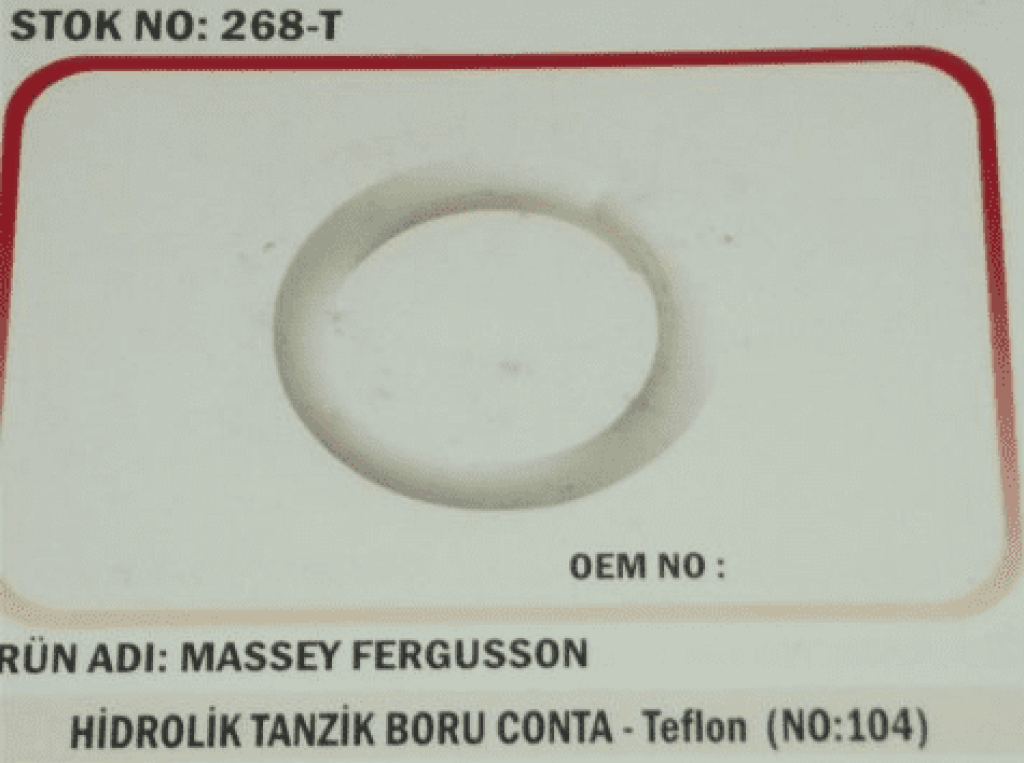 STOK NO: 268-T
OEM NO :
RÜN ADI: MASSEY FERGUSSON
HİDROLİK TANZİK BORU CONTA - Teflon (NO:104)